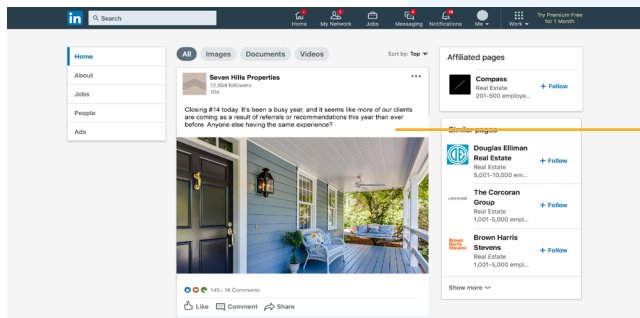 in
Search
Home
My Network
Jobs
Messaging
Notifications
Me
Work
Try Premium Free
for 1 Month
Home
About
Jobs
People
Ads
All
Images
Documents
Videos
Sort by: Top
Seven Hills Properties
12,654 followers
10d
Closing #14 today. It's been a busy year, and it seems like more of our clients
are coming as a result of referrals or recommendations this year than ever
before. Anyone else having the same experience?
145 • 16 Comments
Like
Comment
Share
Affiliated pages
Compass
Real Estate
201-500 employe...
+ Follow
Similar pages
Douglas Elliman
Real Estate
Real Estate
5,001-10,000 em...
+ Follow
The Corcoran
Group
Real Estate
1,001-5,000 empl...
+ Follow
Brown
Harris
Stevens
Brown Harris
Stevens
Real Estate
1,001-5,000 empl...
+ Follow
Show more